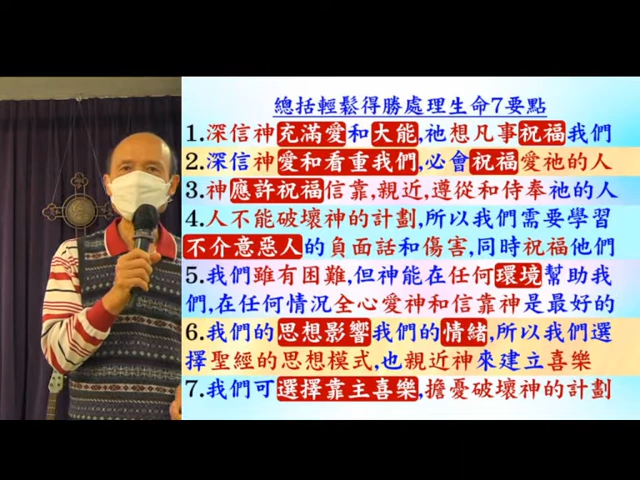 總括輕鬆得勝處理生命7要點
1.深信神充滿愛和大能,祂想凡事祝福我們
2.深信神愛和看重我們,必會祝福愛祂的人
3.神應許祝福信靠,親近,遵從和侍奉祂的人
4.人不能破壞神的計劃,所以我們需要學習
不介意惡人的負面話和傷害,同時祝福他們
5.我們雖有困難,但神能在任何環境幫助我
們,在任何情況全心愛神和信靠神是最好的
6.我們的思想影響我們的情緒,所以我們選
擇聖經的思想模式,也親近神來建立喜樂
7.我們可選擇靠主喜樂,擔憂破壞神的計劃